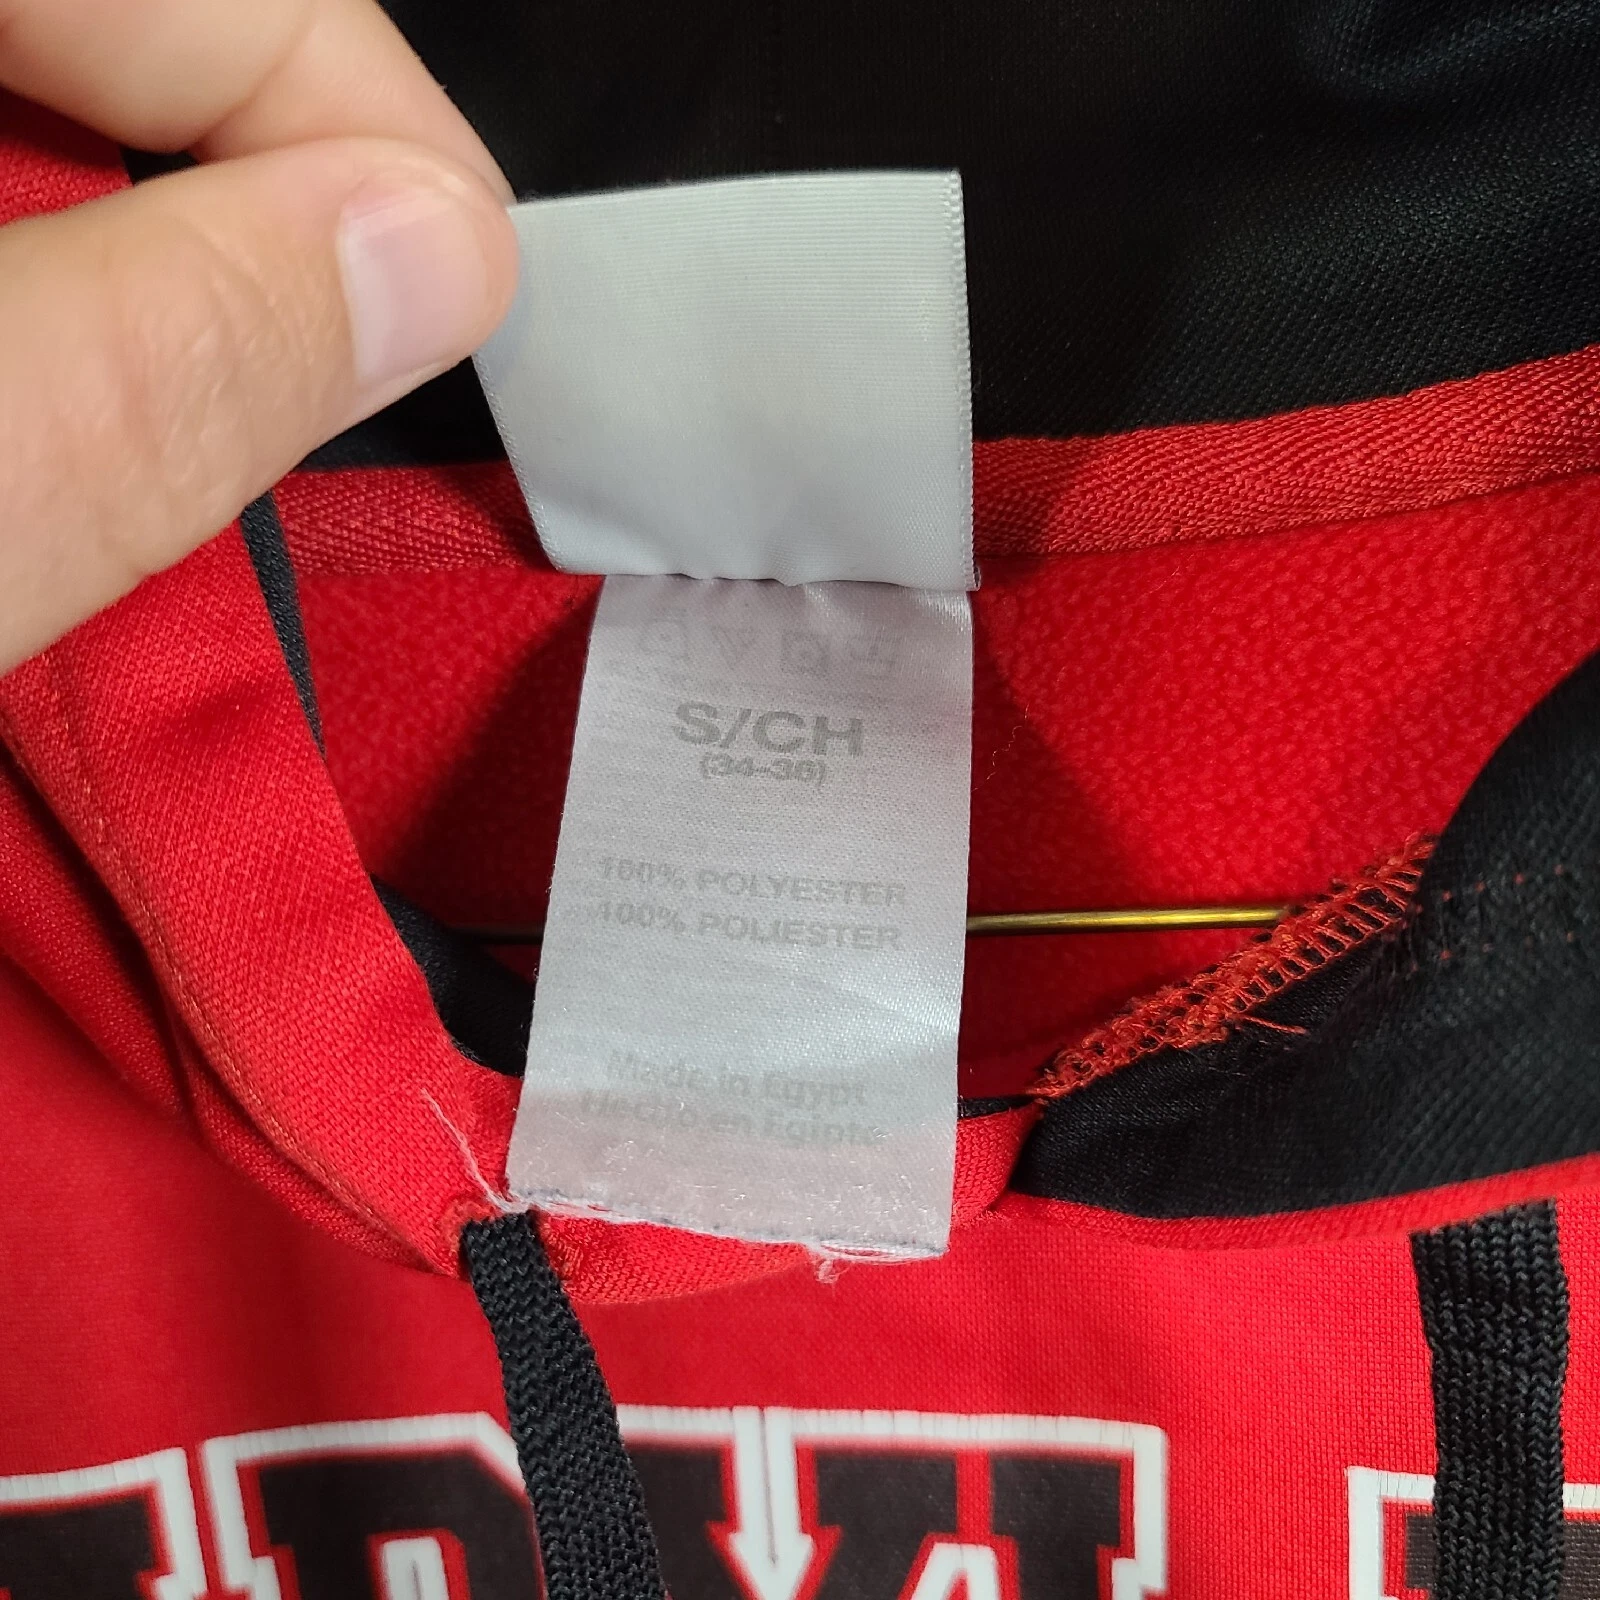 S/CH
(34-36)
100% POLYESTER
100% POLIESTER
Made in Egypt
Hecho en Egipto